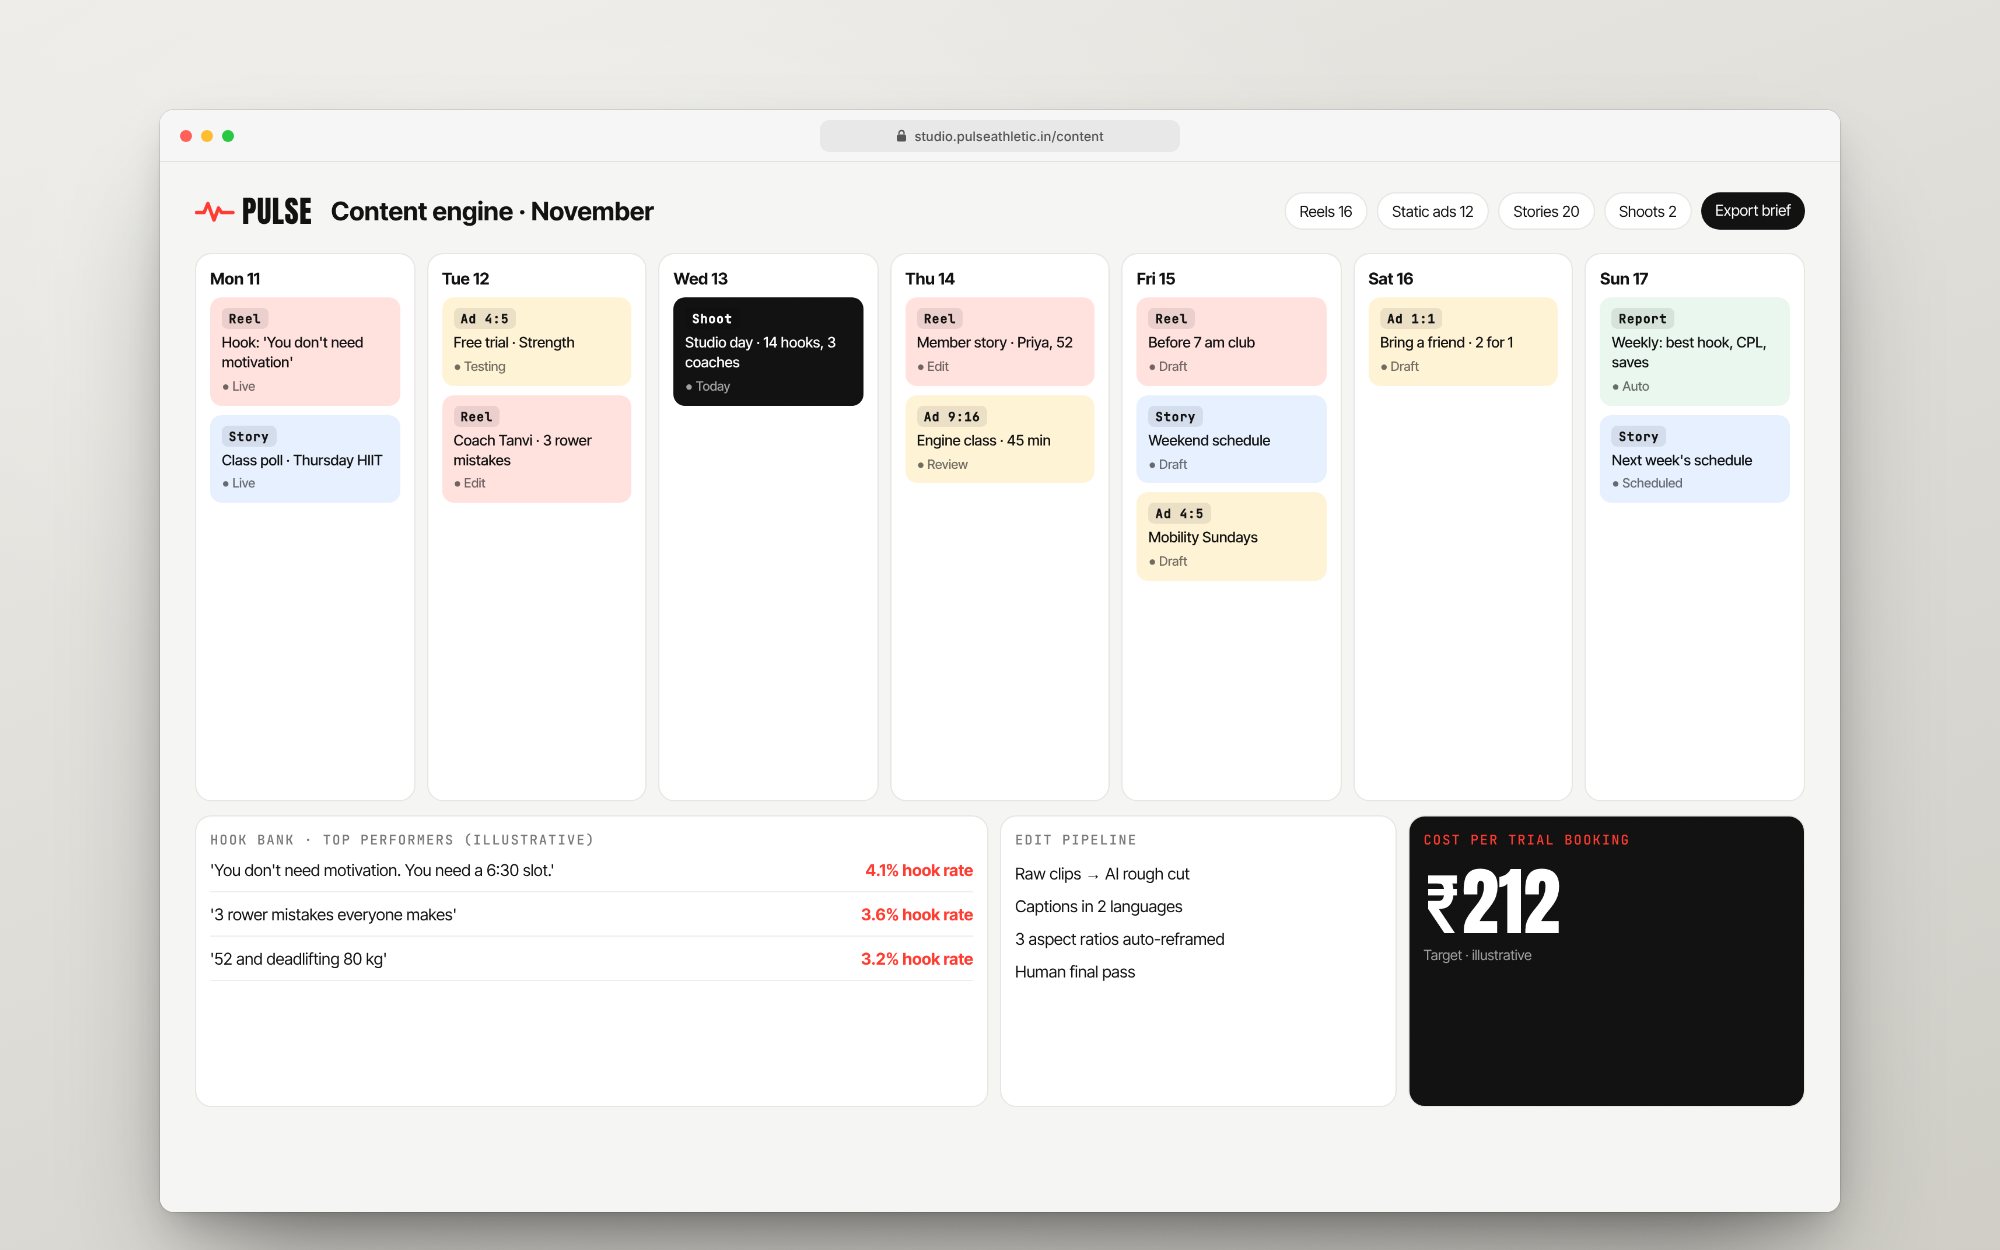 studio.pulseathletic.in/content
PULSE
Content engine · November
Reels 16
Static ads 12
Stories 20
Shoots 2
Export brief
Mon 11
Reel
Hook: 'You don't need
motivation'
● Live
Story
Class poll · Thursday HIIT
● Live
Tue 12
Ad 4:5
Free trial · Strength
● Testing
Reel
Coach Tanvi · 3 rower
mistakes
● Edit
Wed 13
Shoot
Studio day · 14 hooks, 3
coaches
● Today
Thu 14
Reel
Member story · Priya, 52
● Edit
Ad 9:16
Engine class · 45 min
● Review
Fri 15
Reel
Before 7 am club
● Draft
Story
Weekend schedule
● Draft
Ad 4:5
Mobility Sundays
● Draft
Sat 16
Ad 1:1
Bring a friend · 2 for 1
● Draft
Sun 17
Report
Weekly: best hook, CPL,
saves
● Auto
Story
Next week's schedule
● Scheduled
HOOK BANK · TOP PERFORMERS (ILLUSTRATIVE)
'You don't need motivation. You need a 6:30 slot.'
4.1% hook rate
'3 rower mistakes everyone makes'
3.6% hook rate
'52 and deadlifting 80 kg'
3.2% hook rate
EDIT PIPELINE
Raw clips → AI rough cut
Captions in 2 languages
3 aspect ratios auto-reframed
Human final pass
COST PER TRIAL BOOKING
₹212
Target · illustrative